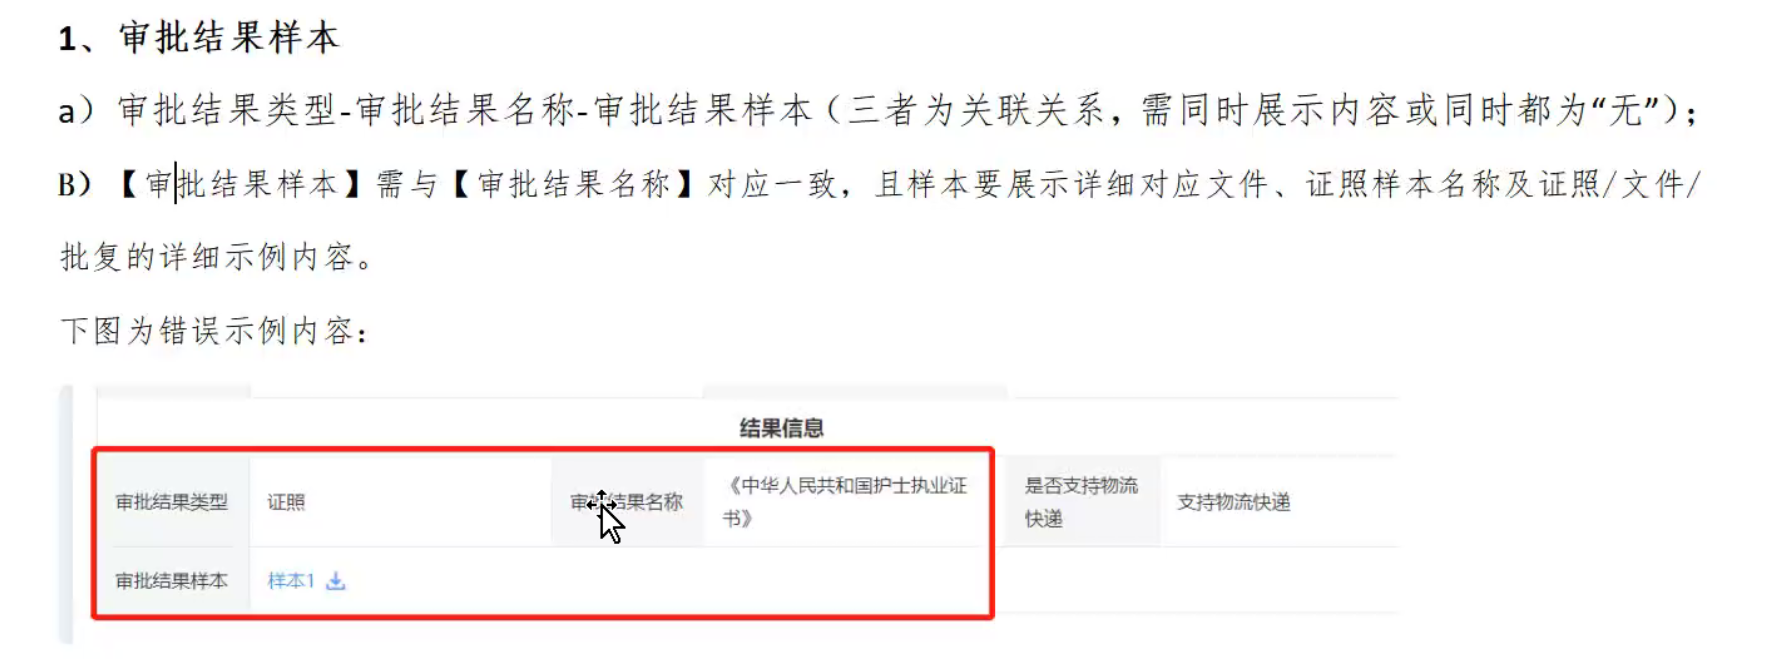 1、审批结果样本
a）审批结果类型-审批结果名称-审批结果样本（三者为关联关系，需同时展示内容或同时都为“无”）；
B）【审批结果样本】需与【审批结果名称】对应一致，且样本要展示详细对应文件、证照样本名称及证照/文件/
批复的详细示例内容。
下图为错误示例内容：
结果信息
审批结果类型 证照 审批结果名称 《中华人民共和国护士执业证
书》 是否支持物流
快递 支持物流快递
审批结果样本 样本1